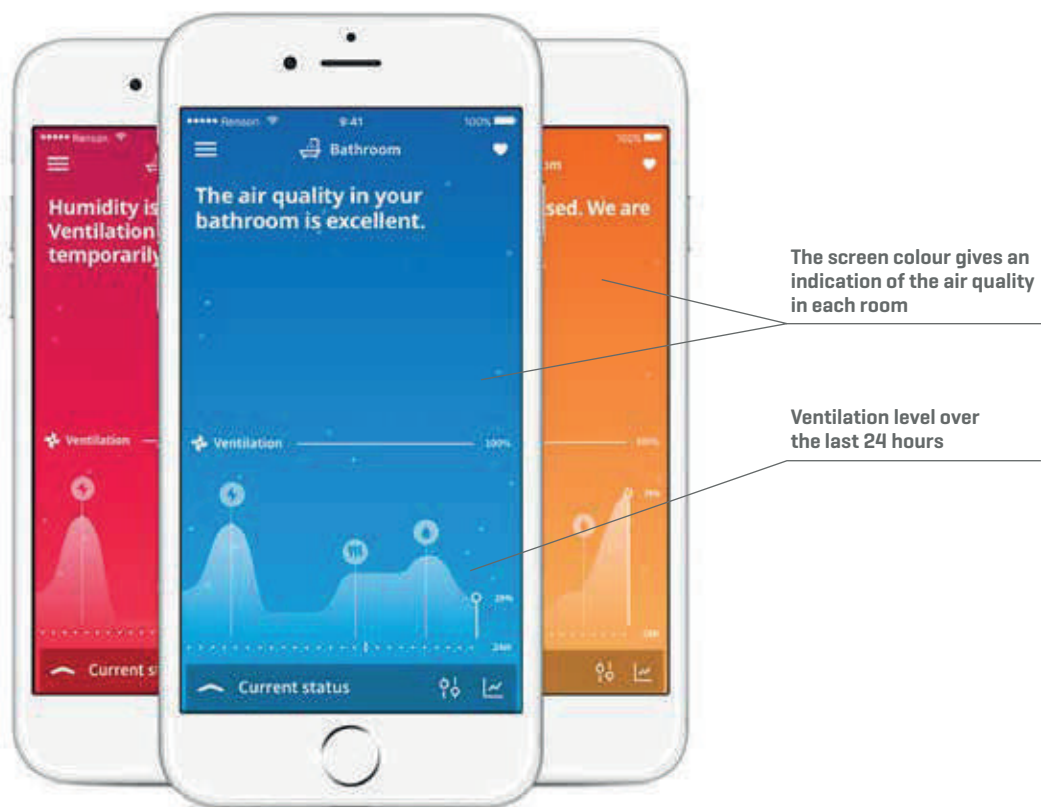 Renson
9:41
100%
Bathroom
The air quality in your
bathroom is excellent.
Ventilation
100%
Current status
Renson
Humidity is
Ventilation
temporarily
Ventilation
Current s
100%
sed. We are
100%
The screen colour gives an
indication of the air quality
in each room
Ventilation level over
the last 24 hours